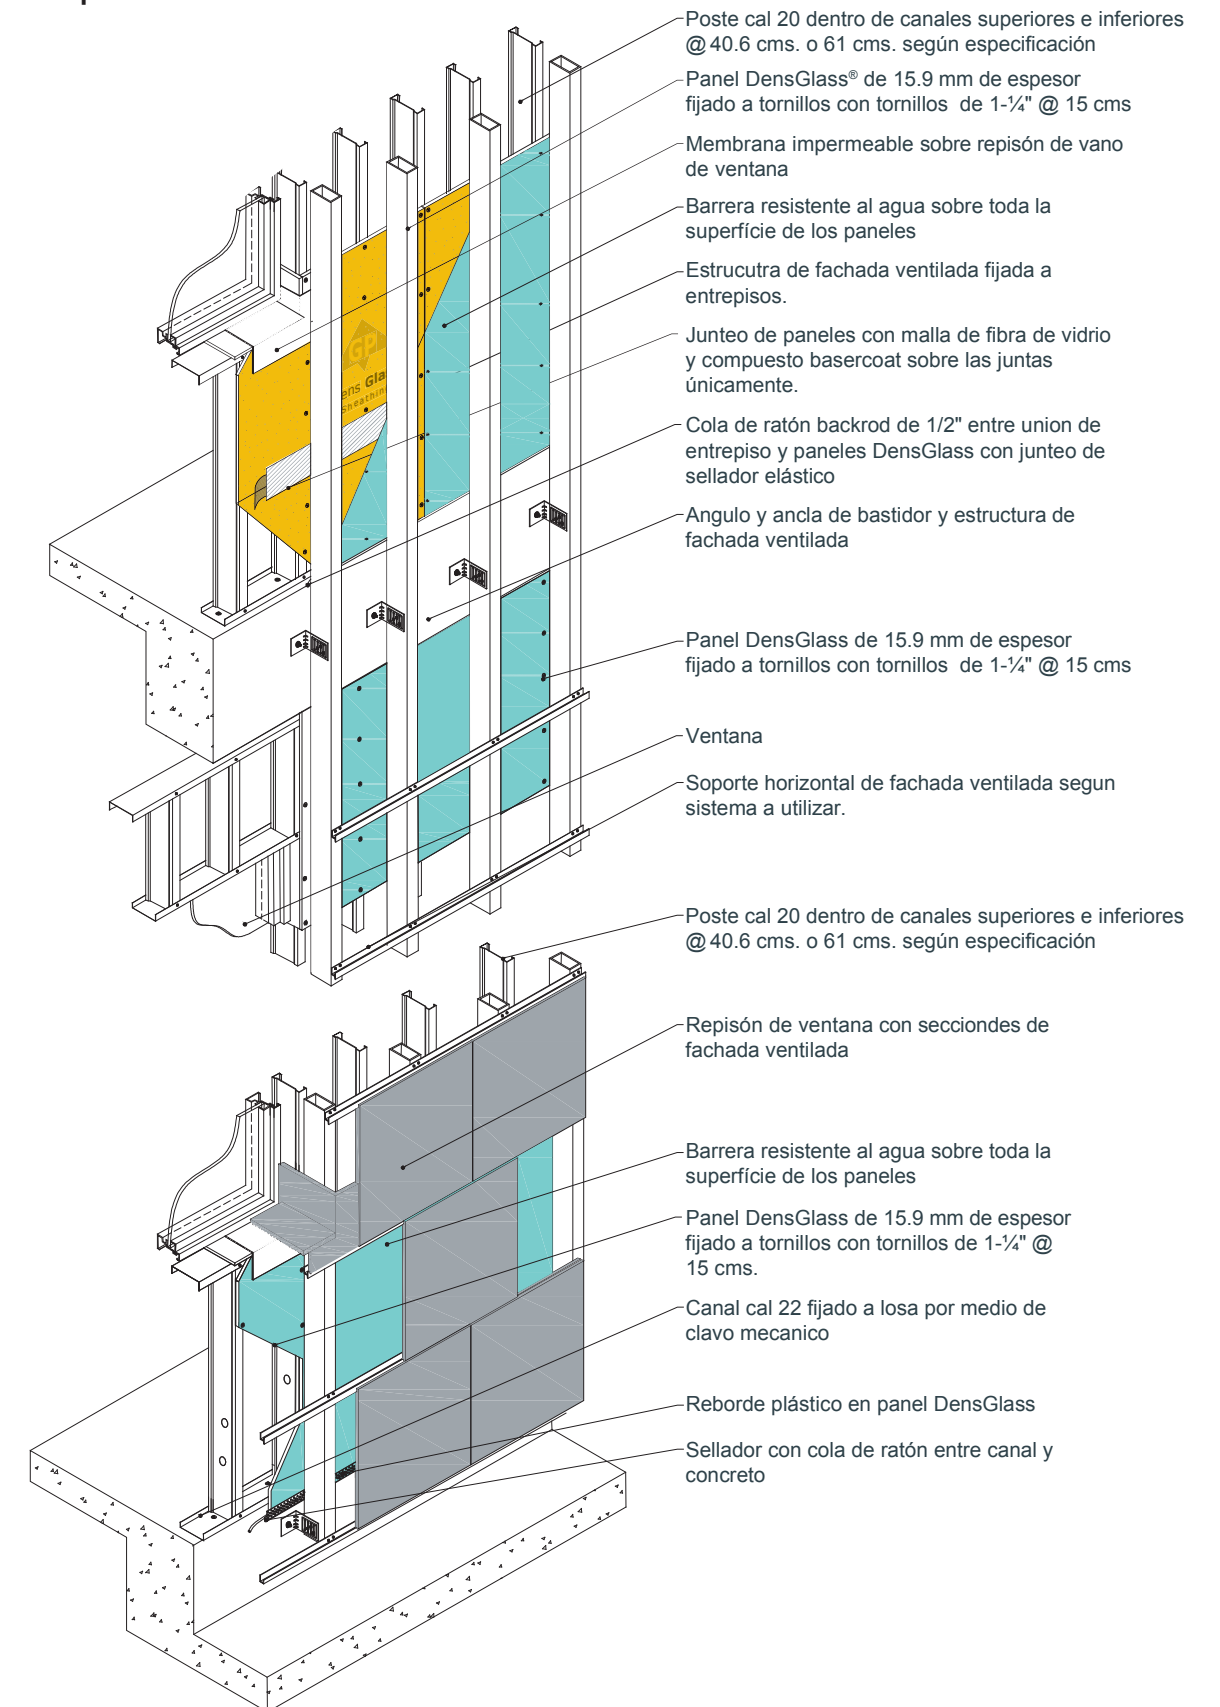 Poste cal 20 dentro de canales superiores e inferiores
@ 40.6 cms. o 61 cms. según especificación
Panel DensGlass® de 15.9 mm de espesor
fijado a tornillos con tornillos de 1-¼" @ 15 cms
Membrana impermeable sobre repisón de vano
de ventana
Barrera resistente al agua sobre toda la
superfície de los paneles
Estrucutra de fachada ventilada fijada a
entrepisos.
Junteo de paneles con malla de fibra de vidrio
y compuesto basercoat sobre las juntas
únicamente.
Cola de ratón backrod de 1/2" entre union de
entrepiso y paneles DensGlass con junteo de
sellador elástico
Angulo y ancla de bastidor y estructura de
fachada ventilada
Panel DensGlass de 15.9 mm de espesor
fijado a tornillos con tornillos de 1-¼" @ 15 cms
Ventana
Soporte horizontal de fachada ventilada segun
sistema a utilizar.
Poste cal 20 dentro de canales superiores e inferiores
@ 40.6 cms. o 61 cms. según especificación
Repisón de ventana con secciondes de
fachada ventilada
Barrera resistente al agua sobre toda la
superfície de los paneles
Panel DensGlass de 15.9 mm de espesor
fijado a tornillos con tornillos de 1-¼" @
15 cms.
Canal cal 22 fijado a losa por medio de
clavo mecanico
Reborde plástico en panel DensGlass
Sellador con cola de ratón entre canal y
concreto
GP
ens Gla
Sheathin